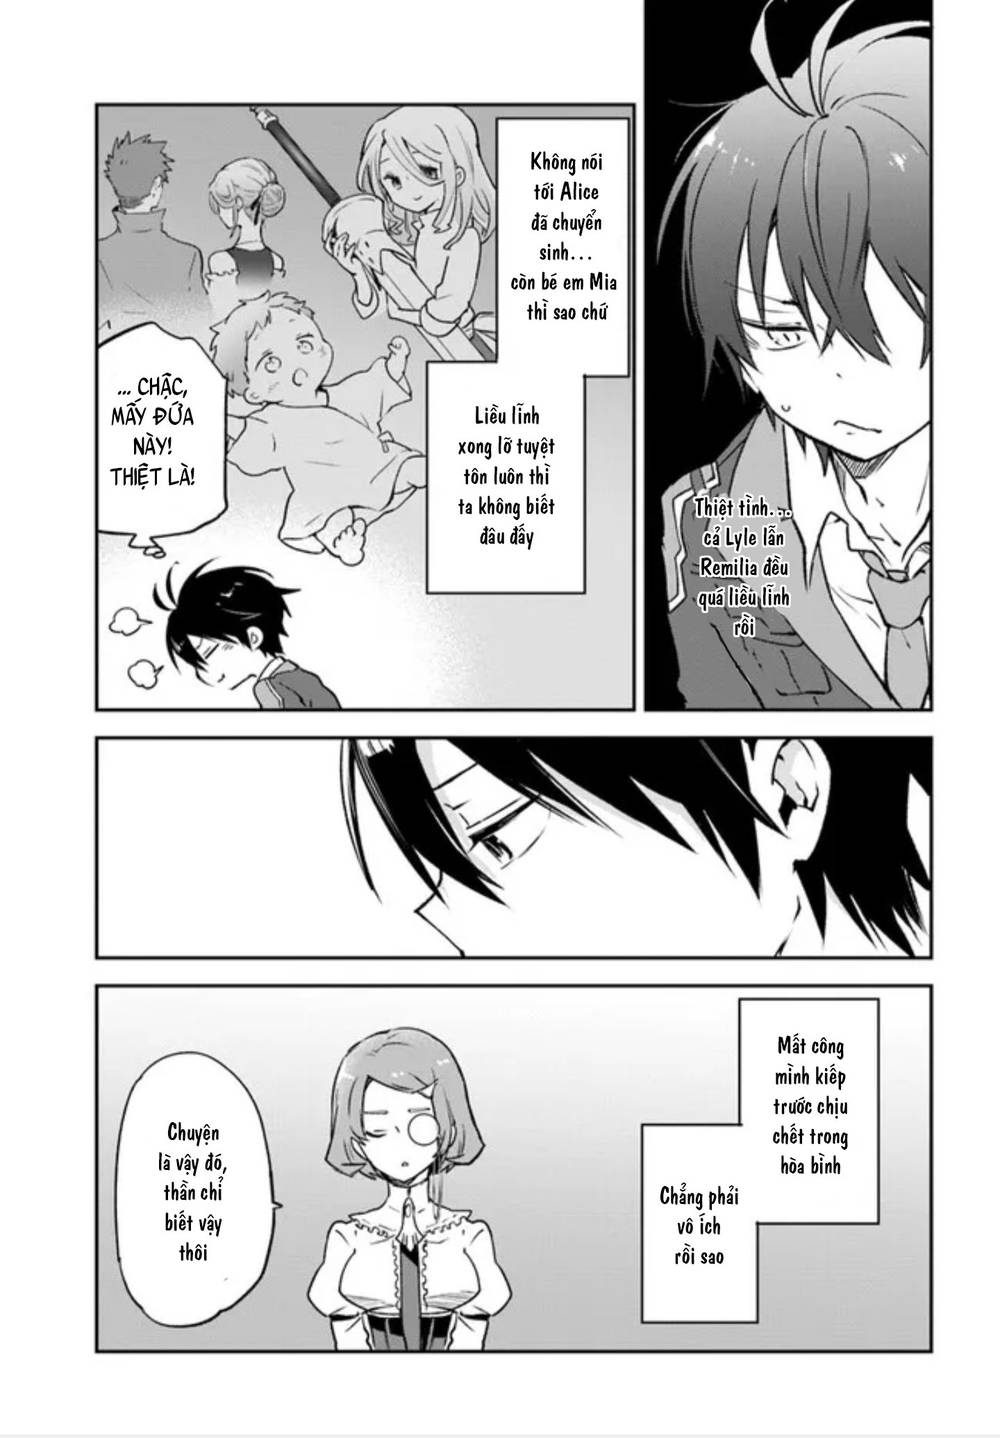 Thiệt tình...
cả Lyle lẫn
Remilia đều
quá liều lĩnh
rồi
Không nói
tới Alice
đã chuyển
sinh...
còn bé em Mia
thì sao chứ
Liều lĩnh
xong lỡ tuyệt
tôn luôn thì
ta không biết
đâu đấy
... CHẬC,
MẤY ĐỨA
NÀY!
THIỆT LÀ!
Mất công
mình kiếp
trước chịu
chết trong
hòa bình
Chẳng phải
vô ích
rồi sao
Chuyện
là vậy đó,
thần chỉ
biết vậy
thôi